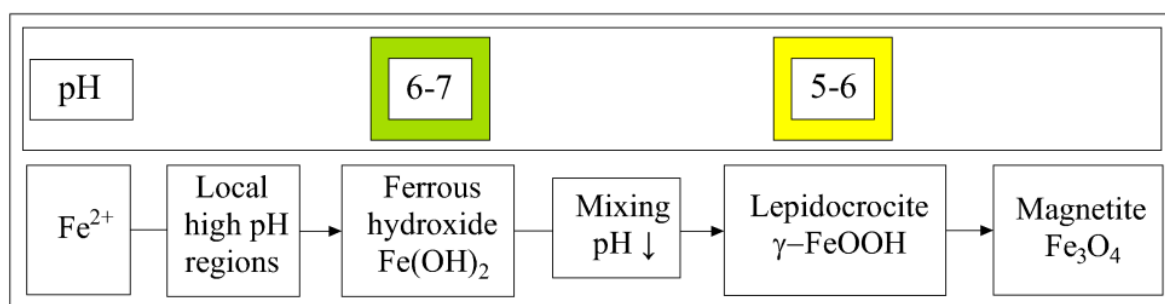 pH
6-7
5-6
Fe²⁺
Local
high pH
regions
Ferrous
hydroxide
Fe(OH)₂
Mixing
pH ↓
Lepidocrocite
γ−FeOOH
Magnetite
Fe₃O₄